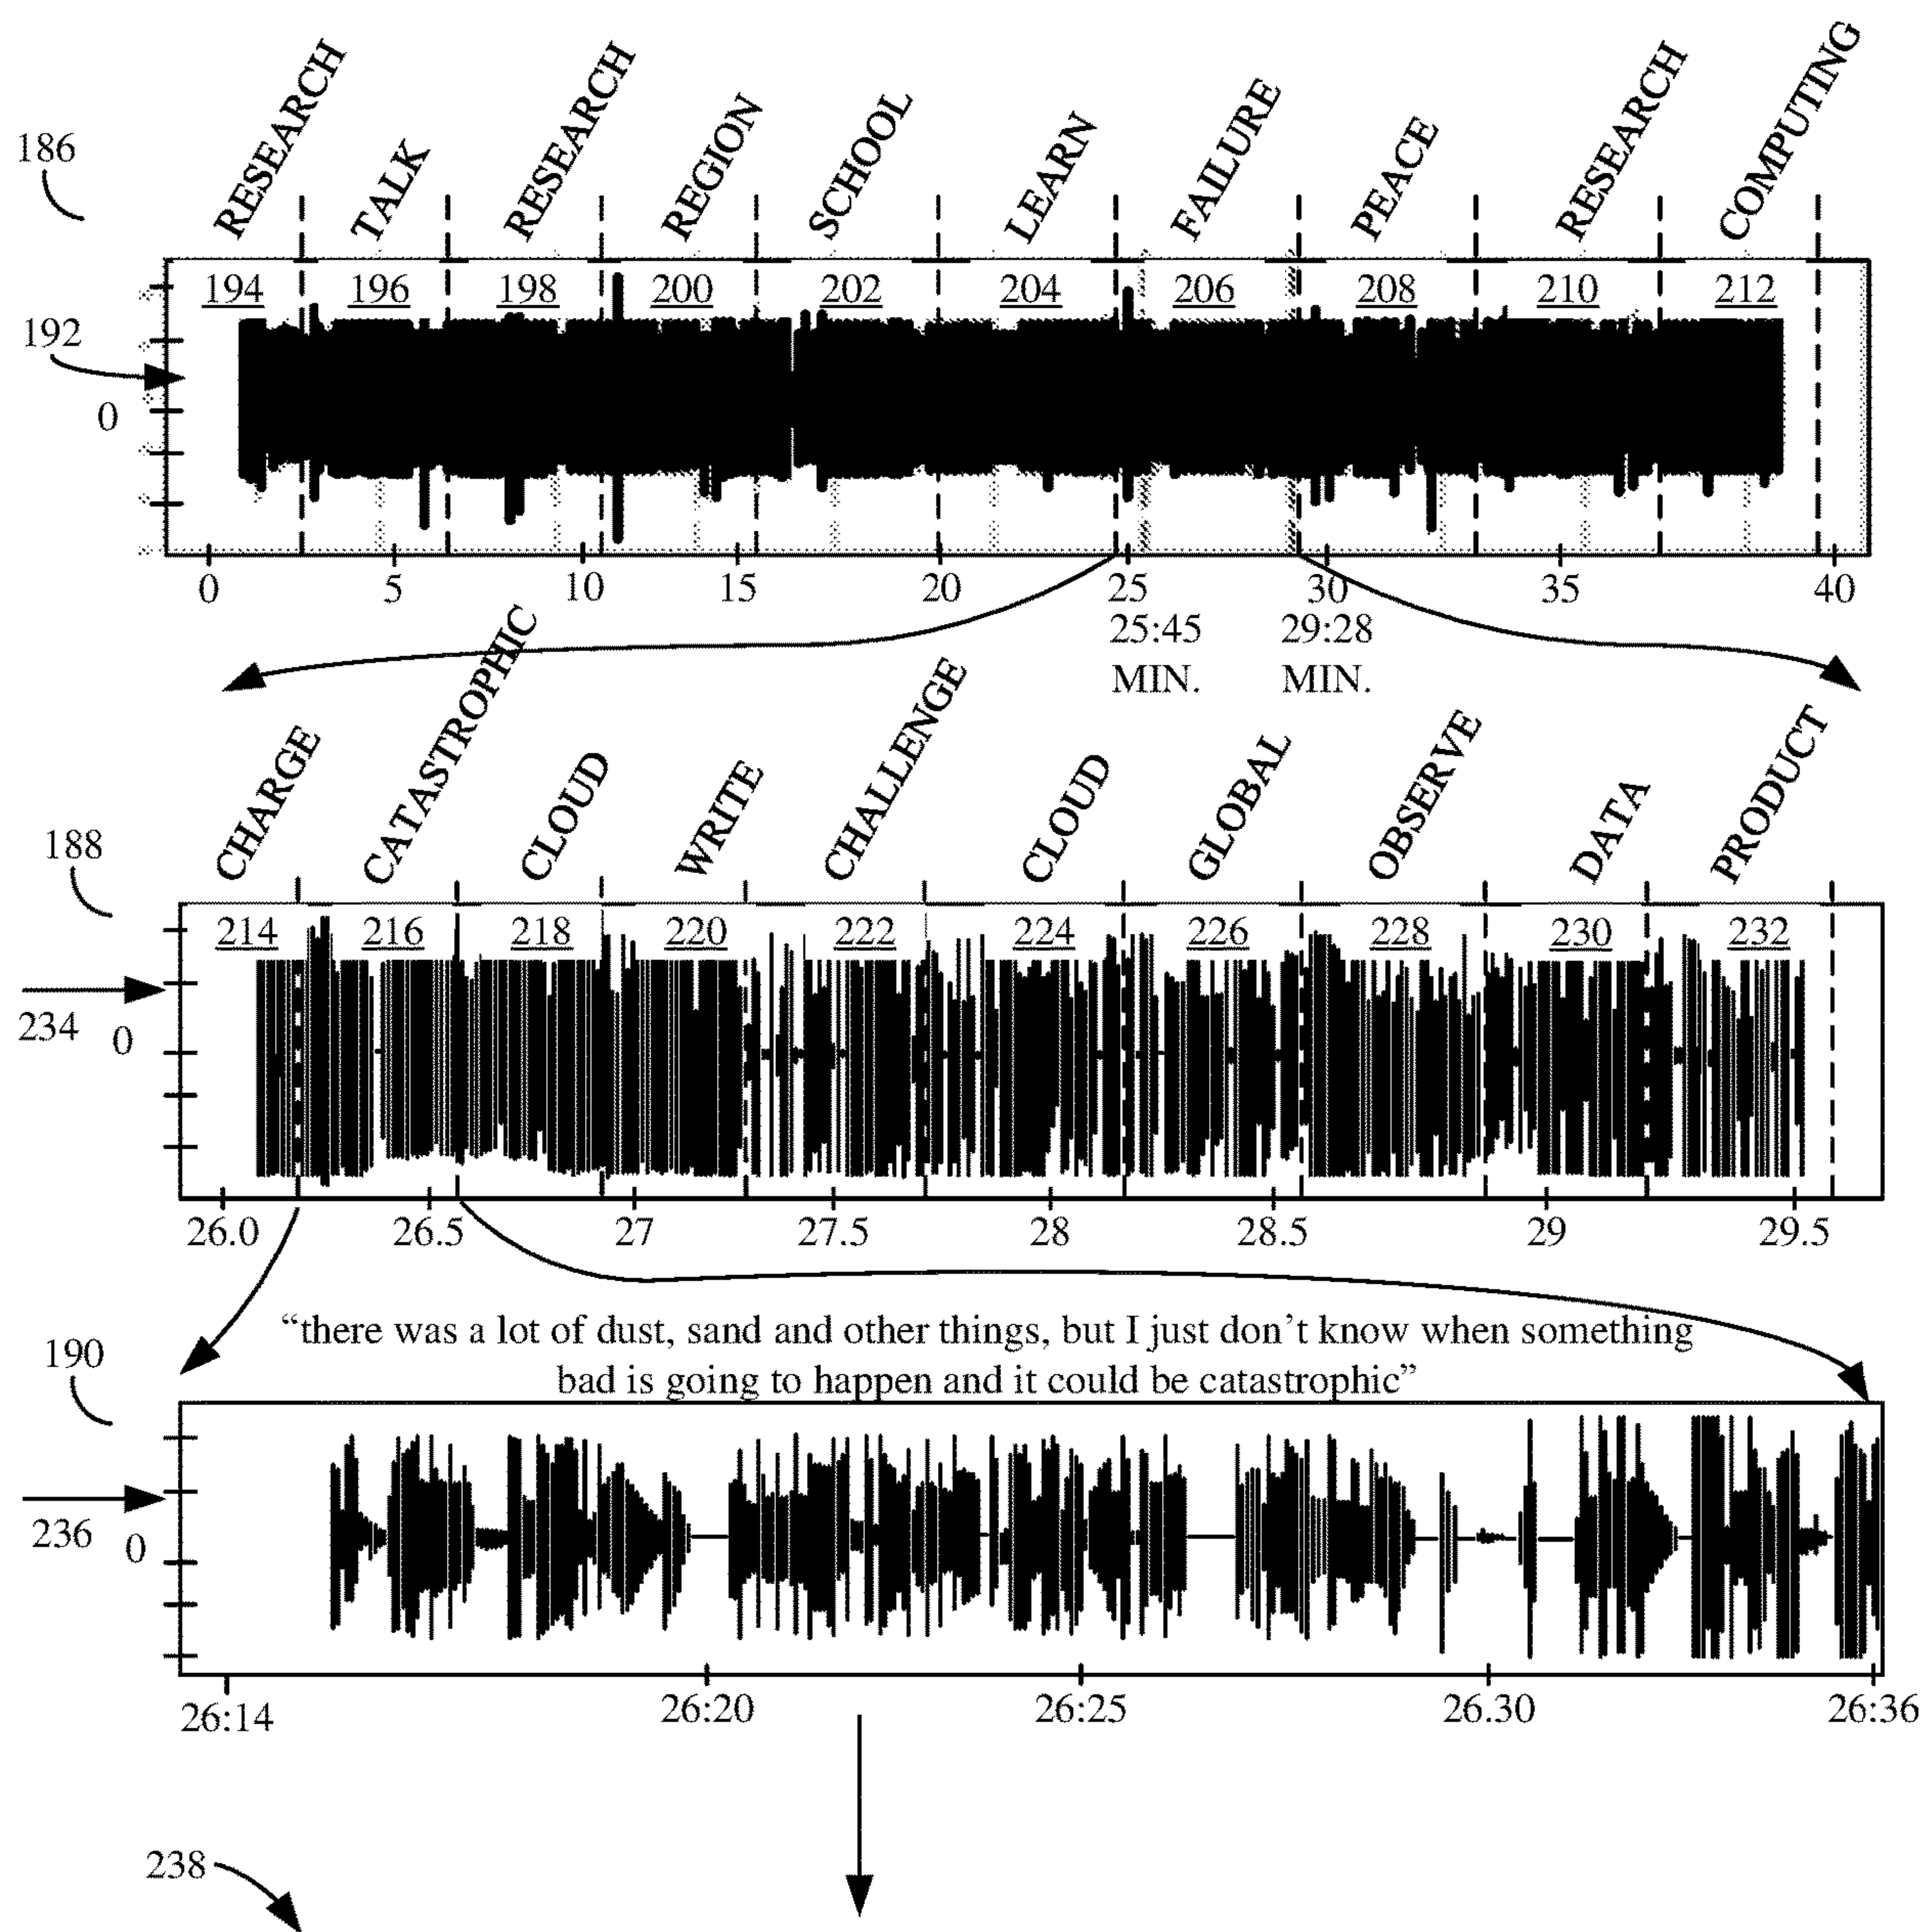 RESEARCH TALK RESEARCH REGION SCHOOL LEARN FAILURE PEACE RESEARCH COMPUTING
186
194 196 198 200 202 204 206 208 210 212
192
0
0 5 10 15 20 25 30 35 40
25:45 29:28
MIN. MIN.
CHARGE CATASTROPHIC CLOUD WRITE CHALLENGE CLOUD GLOBAL OBSERVE DATA PRODUCT
188
214 216 218 220 222 224 226 228 230 232
234 0
26.0 26.5 27 27.5 28 28.5 29 29.5
“there was a lot of dust, sand and other things, but I just don’t know when something
190
bad is going to happen and it could be catastrophic”
236 0
26:14 26:20 26:25 26.30 26:36
238